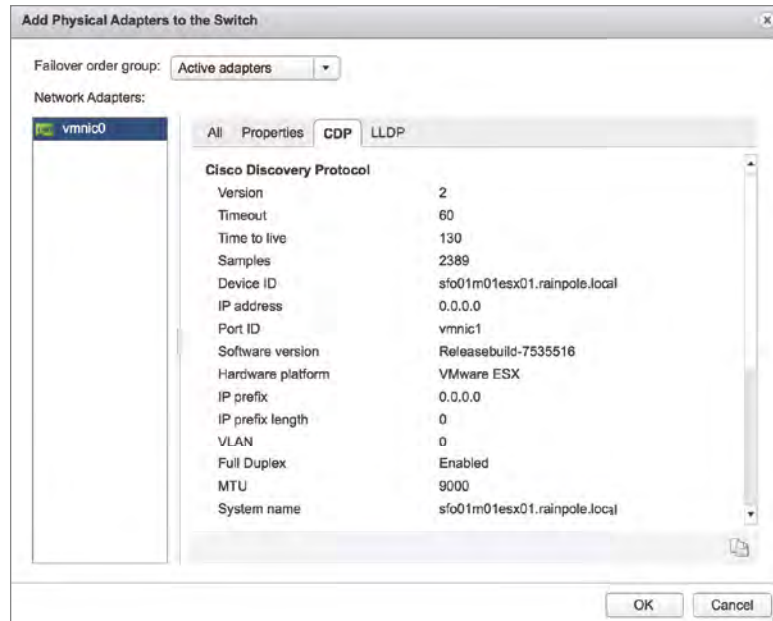 Add Physical Adapters to the Switch
Failover order group: Active adapters
Network Adapters:
vmnic0
All Properties CDP LLDP
Cisco Discovery Protocol
Version 2
Timeout 60
Time to live 130
Samples 2389
Device ID sfo01m01esx01.rainpole.local
IP address 0.0.0.0
Port ID vmnic1
Software version Releasebuild-7535516
Hardware platform VMware ESX
IP prefix 0.0.0.0
IP prefix length 0
VLAN 0
Full Duplex Enabled
MTU 9000
System name sfo01m01esx01.rainpole.local
OK Cancel